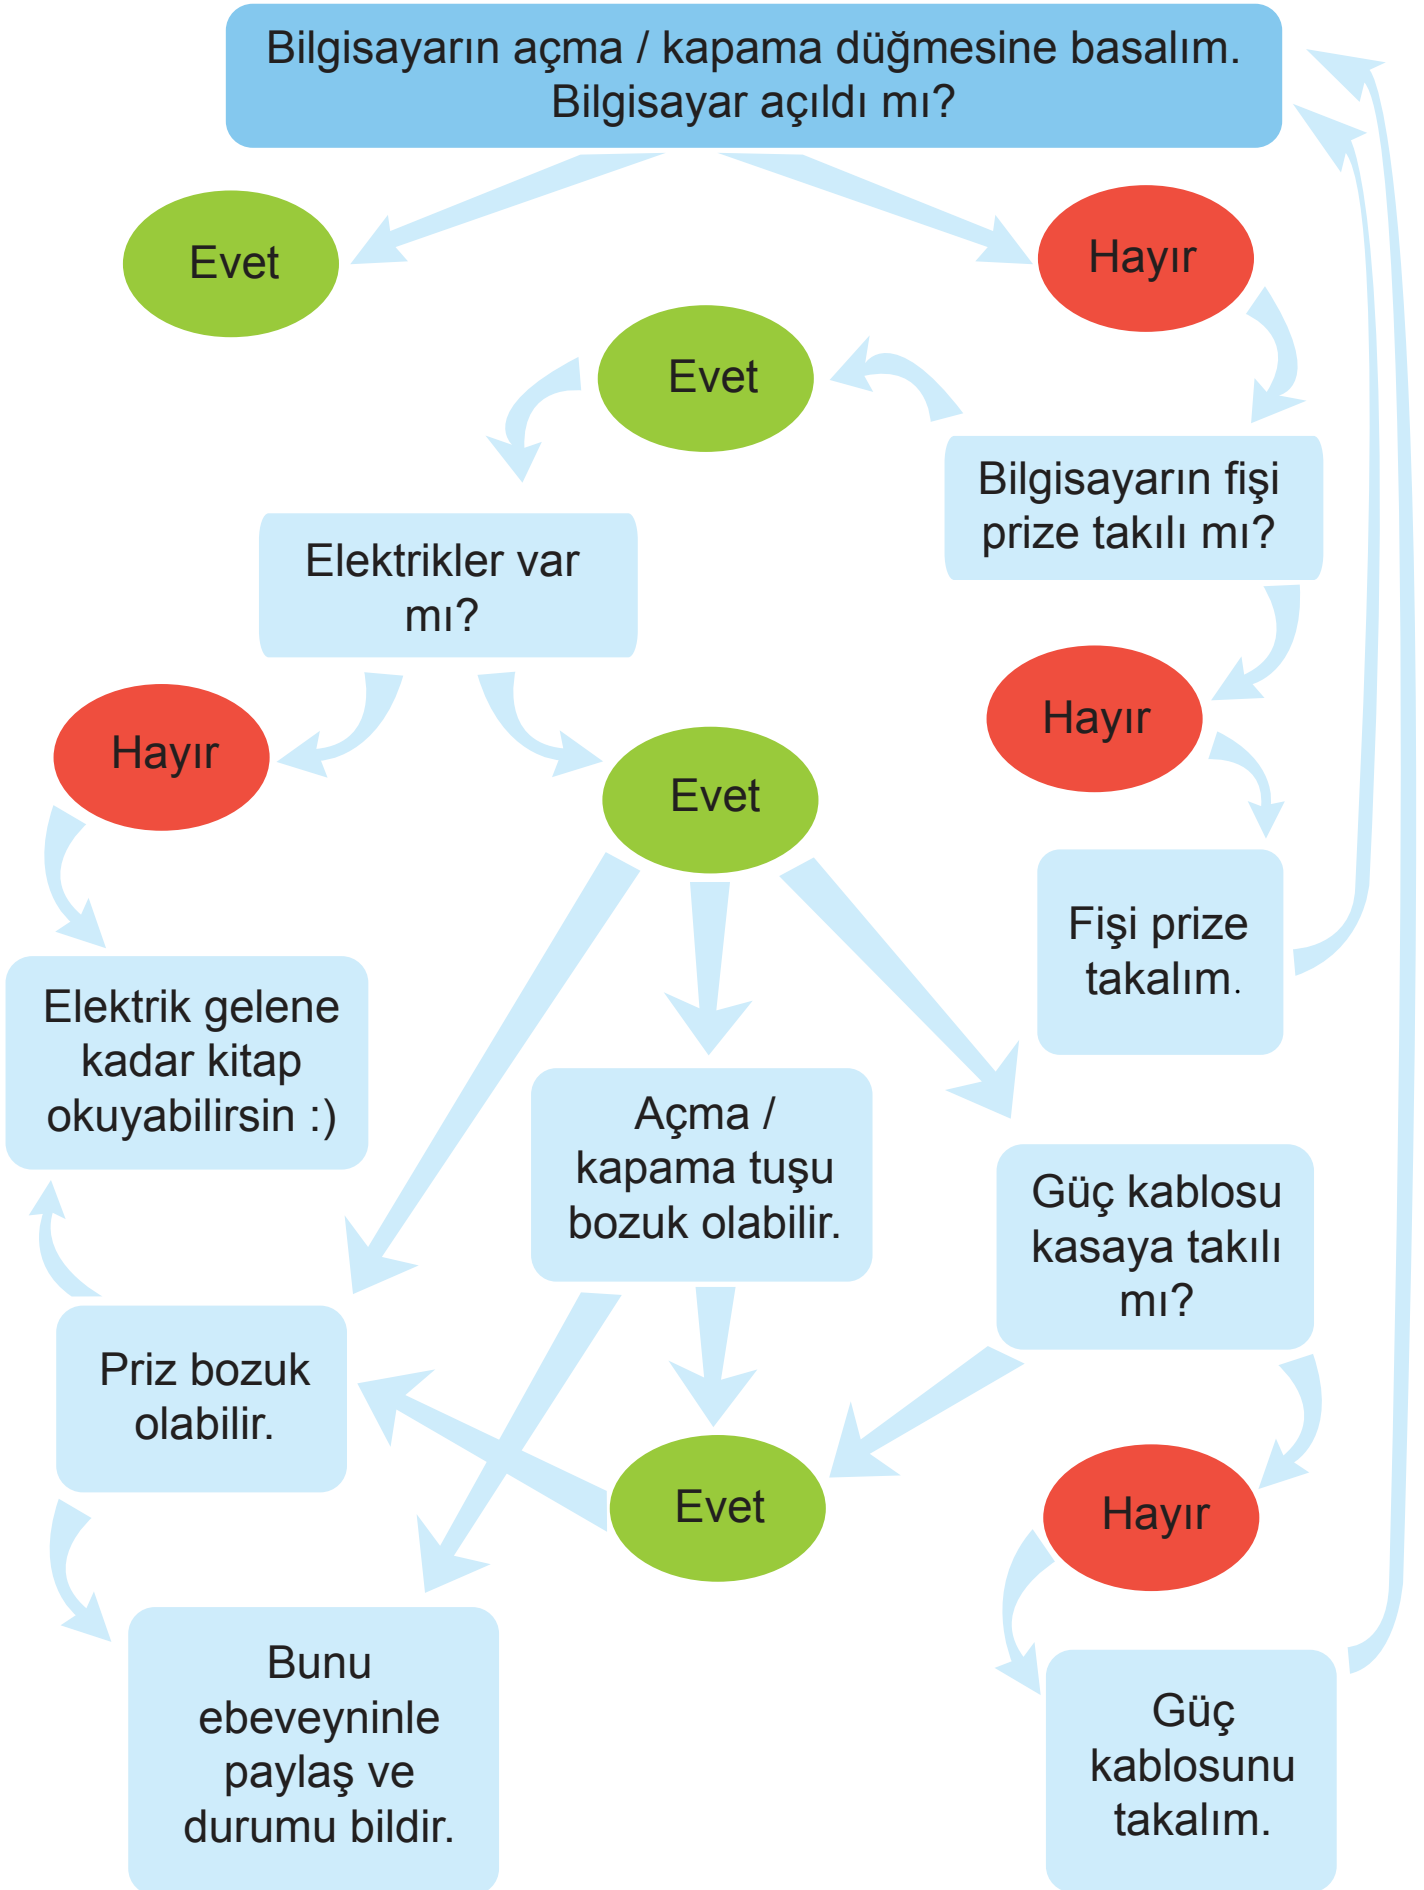 Bilgisayarın açma / kapama düğmesine basalım.
Bilgisayar açıldı mı?
Evet
Hayır
Evet
Bilgisayarın fişi
prize takılı mı?
Elektrikler var
mı?
Hayır
Hayır
Evet
Fişi prize
takalım.
Elektrik gelene
kadar kitap
okuyabilirsin :)
Açma /
kapama tuşu
bozuk olabilir.
Güç kablosu
kasaya takılı
mı?
Priz bozuk
olabilir.
Evet
Hayır
Bunu
ebeveyninle
paylaş ve
durumu bildir.
Güç
kablosunu
takalım.